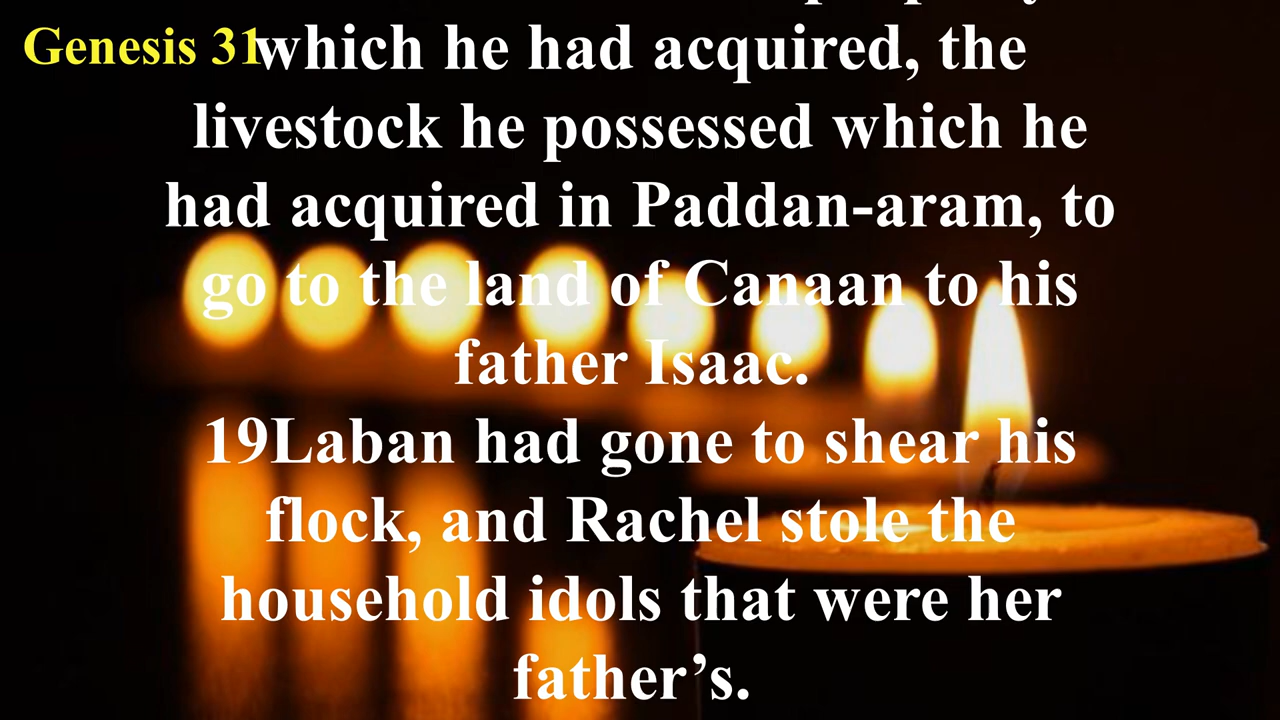 Genesis 31
which he had acquired, the
livestock he possessed which he
had acquired in Paddan-aram, to
go to the land of Canaan to his
father Isaac.
19Laban had gone to shear his
flock, and Rachel stole the
household idols that were her
father’s.